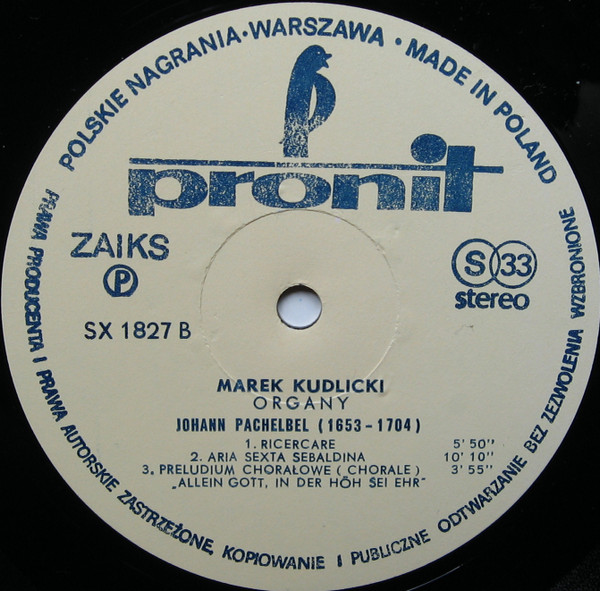 POLSKIE NAGRANIA · WARSZAWA · MADE IN POLAND
pronit
ZAIKS
P
S 33
stereo
SX 1827 B
MAREK KUDLICKI
ORGANY
JOHANN PACHELBEL (1653-1704)
1. RICERCARE 5' 50"
2. ARIA SEXTA SEBALDINA 10' 10"
3. PRELUDIUM CHORAŁOWE ( CHORALE ) 3' 55"
„ALLEIN GOTT, IN DER HÖH SEI EHR"
PRAWA PRODUCENTA I PRAWA AUTORSKIE ZASTRZEŻONE, KOPIOWANIE I PUBLICZNE ODTWARZANIE BEZ ZEZWOLENIA WZBRONIONE